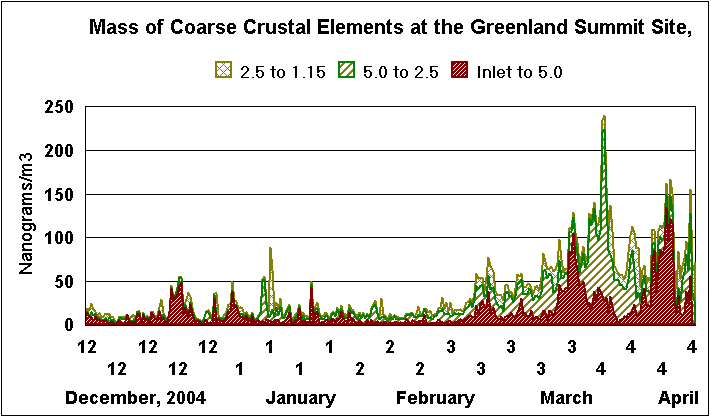 Mass of Coarse Crustal Elements at the Greenland Summit Site,
2.5 to 1.15 5.0 to 2.5 Inlet to 5.0
Nanograms/m3
250
200
150
100
50
0
12 12 12 1 1 2 3 3 4 4
12 12 1 2 2 3 3 4 4
December, 2004 January February March April